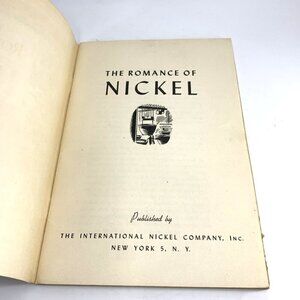 THE ROMANCE OF
NICKEL
Published by
THE INTERNATIONAL NICKEL COMPANY, Inc.
NEW YORK 5, N. Y.